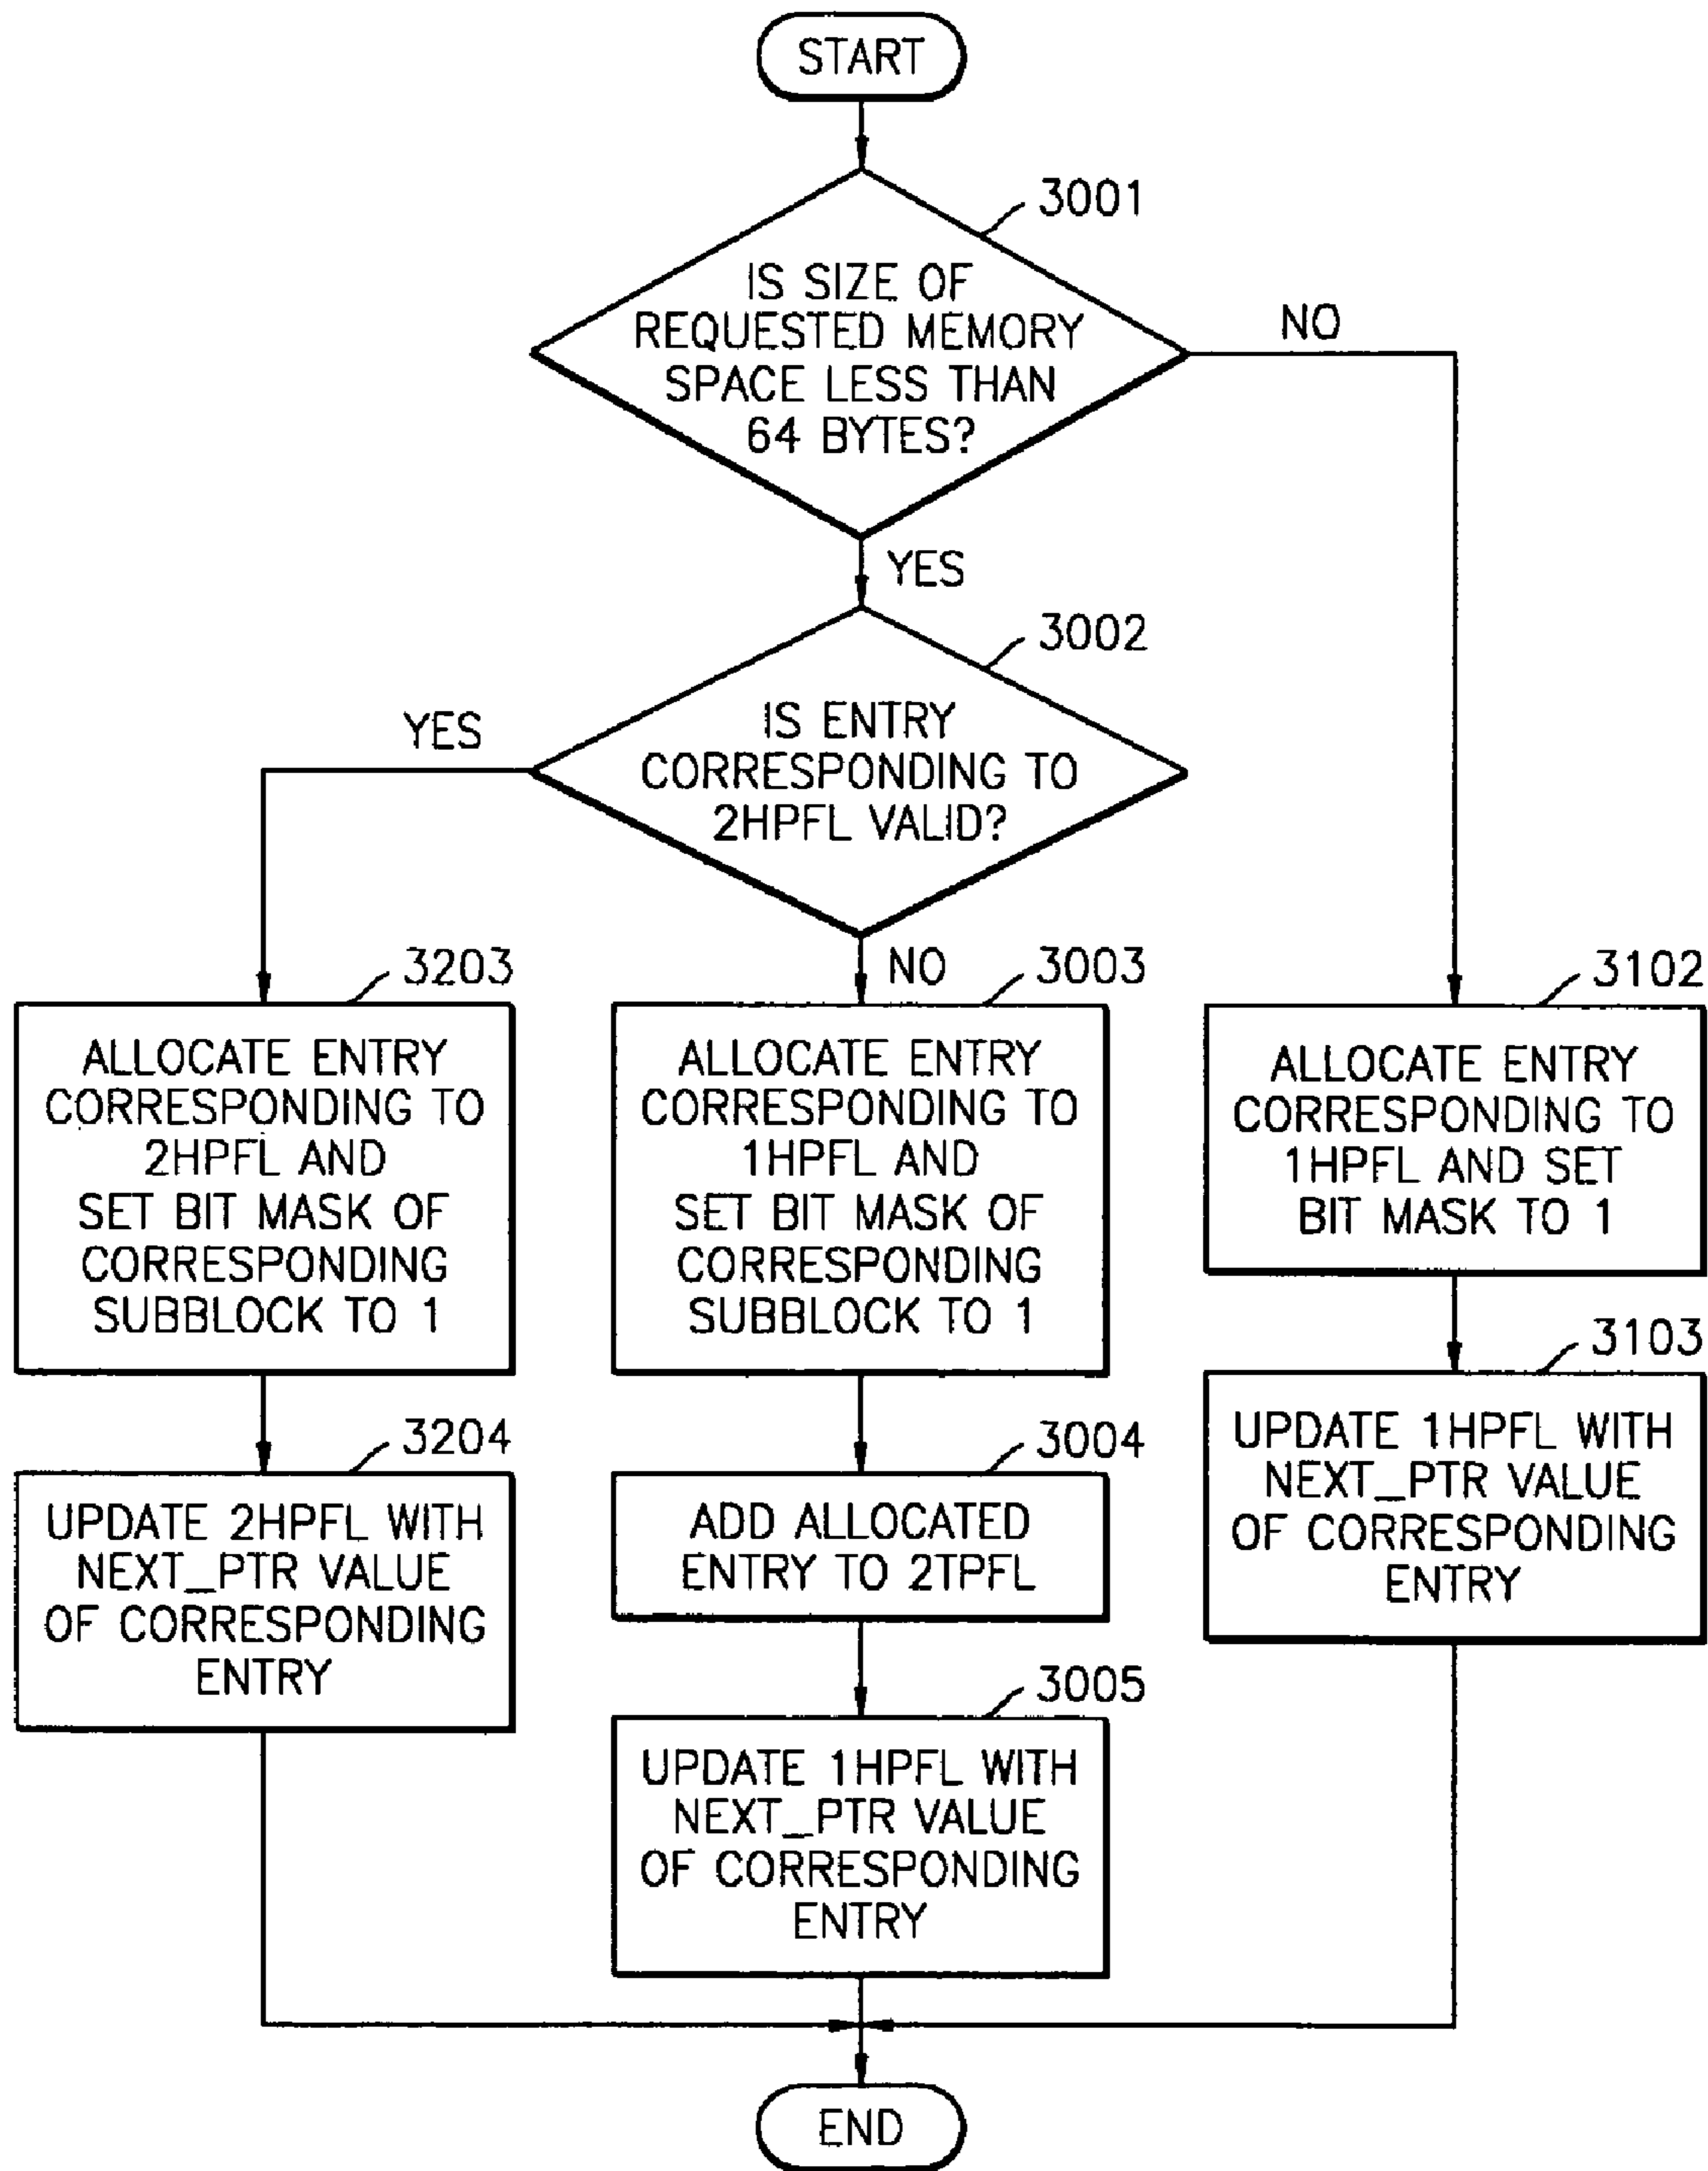 START
3001
IS SIZE OF
REQUESTED MEMORY
SPACE LESS THAN
64 BYTES?
NO
YES
3002
IS ENTRY
CORRESPONDING TO
2HPFL VALID?
YES
NO
3203
ALLOCATE ENTRY
CORRESPONDING TO
2HPFL AND
SET BIT MASK OF
CORRESPONDING
SUBBLOCK TO 1
3204
UPDATE 2HPFL WITH
NEXT_PTR VALUE
OF CORRESPONDING
ENTRY
3003
ALLOCATE ENTRY
CORRESPONDING TO
1HPFL AND
SET BIT MASK OF
CORRESPONDING
SUBBLOCK TO 1
3004
ADD ALLOCATED
ENTRY TO 2TPFL
3005
UPDATE 1HPFL WITH
NEXT_PTR VALUE
OF CORRESPONDING
ENTRY
3102
ALLOCATE ENTRY
CORRESPONDING TO
1HPFL AND SET
BIT MASK TO 1
3103
UPDATE 1HPFL WITH
NEXT_PTR VALUE
OF CORRESPONDING
ENTRY
END